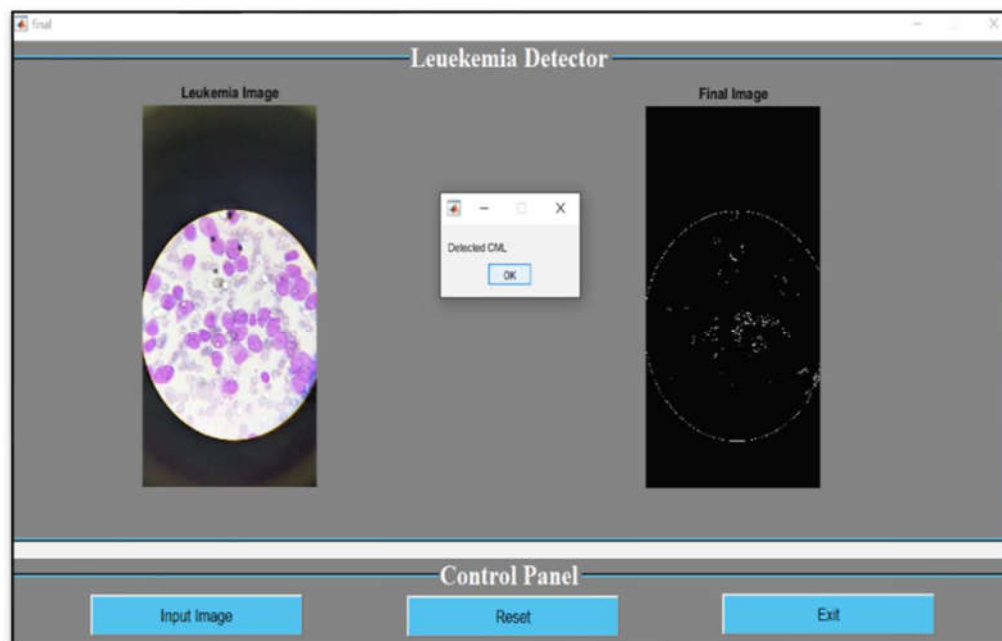 final
Leuekemia Detector
Leukemia Image
Final Image
Detected CML
OK
Control Panel
Input Image
Reset
Exit